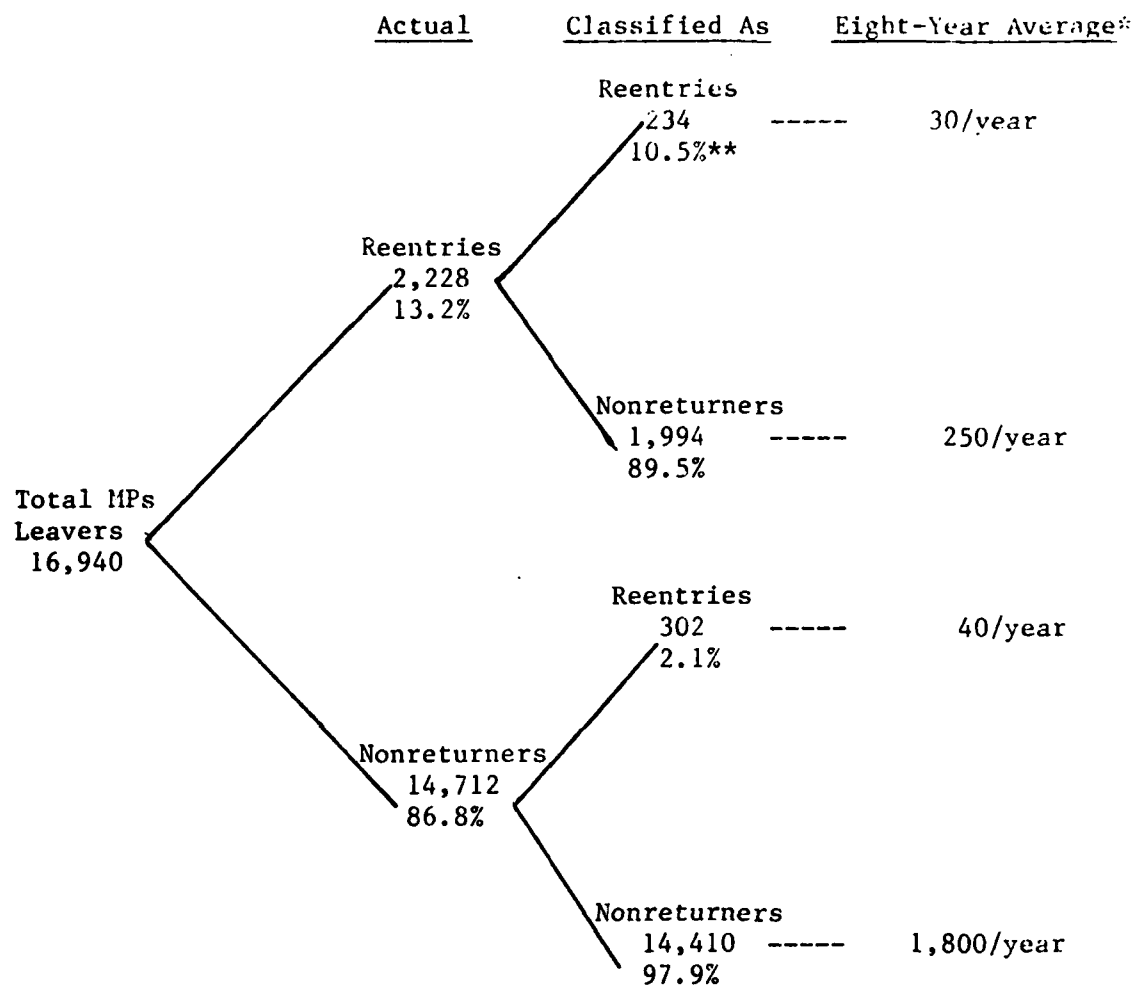 Actual Classified As Eight-Year Average*
Reentries
234 ----- 30/year
10.5%**
Reentries
2,228
13.2%
Nonreturners
1,994 ----- 250/year
89.5%
Total MPs
Leavers
16,940
Reentries
302 ----- 40/year
2.1%
Nonreturners
14,712
86.8%
Nonreturners
14,410 ----- 1,800/year
97.9%